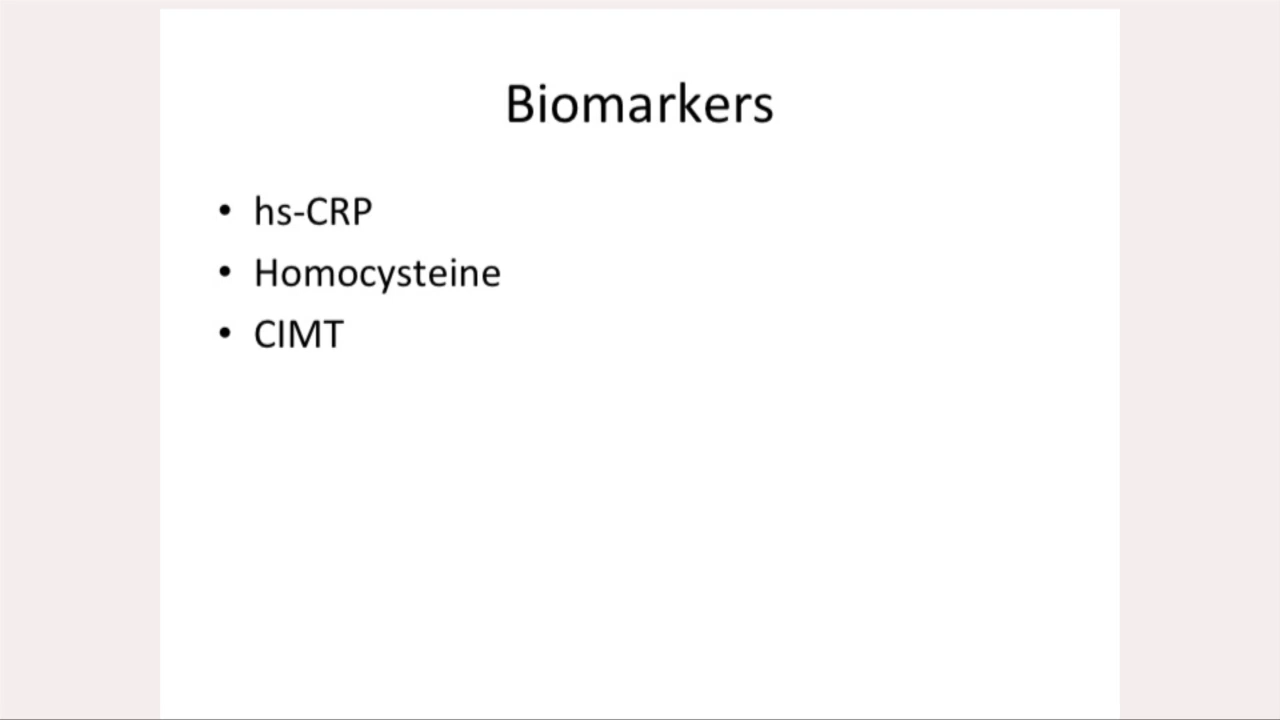 Biomarkers
• hs-CRP
• Homocysteine
• CIMT